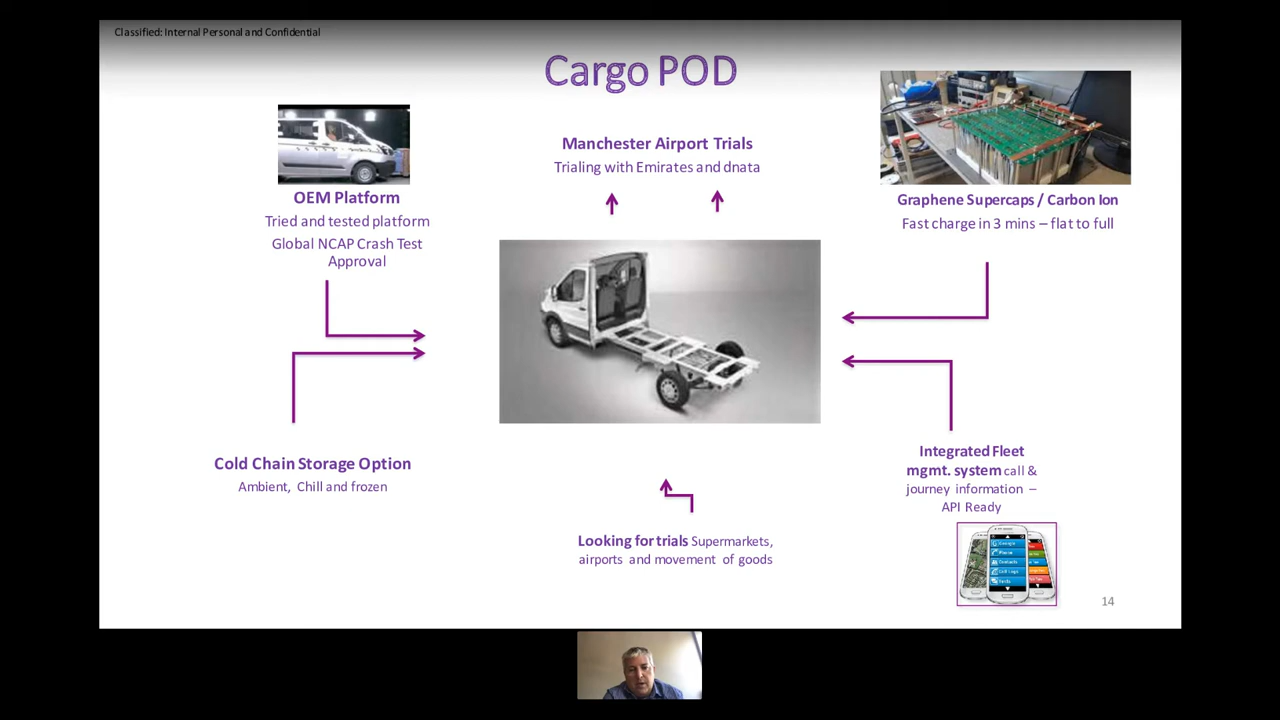 Classified: Internal Personal and Confidential
Cargo POD
OEM Platform
Tried and tested platform
Global NCAP Crash Test
Approval
Manchester Airport Trials
Trialing with Emirates and dnata
Graphene Supercaps / Carbon Ion
Fast charge in 3 mins – flat to full
Cold Chain Storage Option
Ambient, Chill and frozen
Looking for trials Supermarkets,
airports and movement of goods
Integrated Fleet
mgmt. system call &
journey information –
API Ready
Phone
Contacts
14